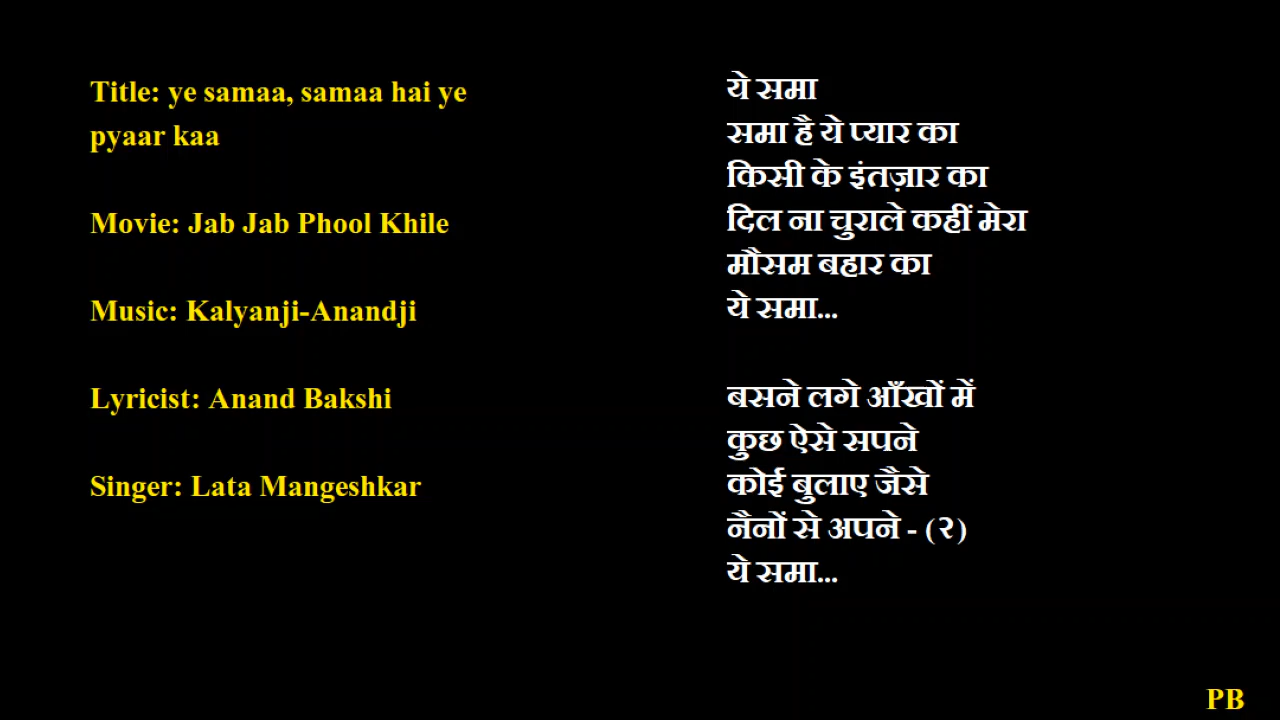 Title: ye samaa, samaa hai ye
pyaar kaa
Movie: Jab Jab Phool Khile
Music: Kalyanji-Anandji
Lyricist: Anand Bakshi
Singer: Lata Mangeshkar
ये समा
समा है ये प्यार का
किसी के इंतज़ार का
दिल ना चुराले कहीं मेरा
मौसम बहार का
ये समा...
बसने लगे आँखों में
कुछ ऐसे सपने
कोई बुलाए जैसे
नैनों से अपने - (२)
ये समा...
PB